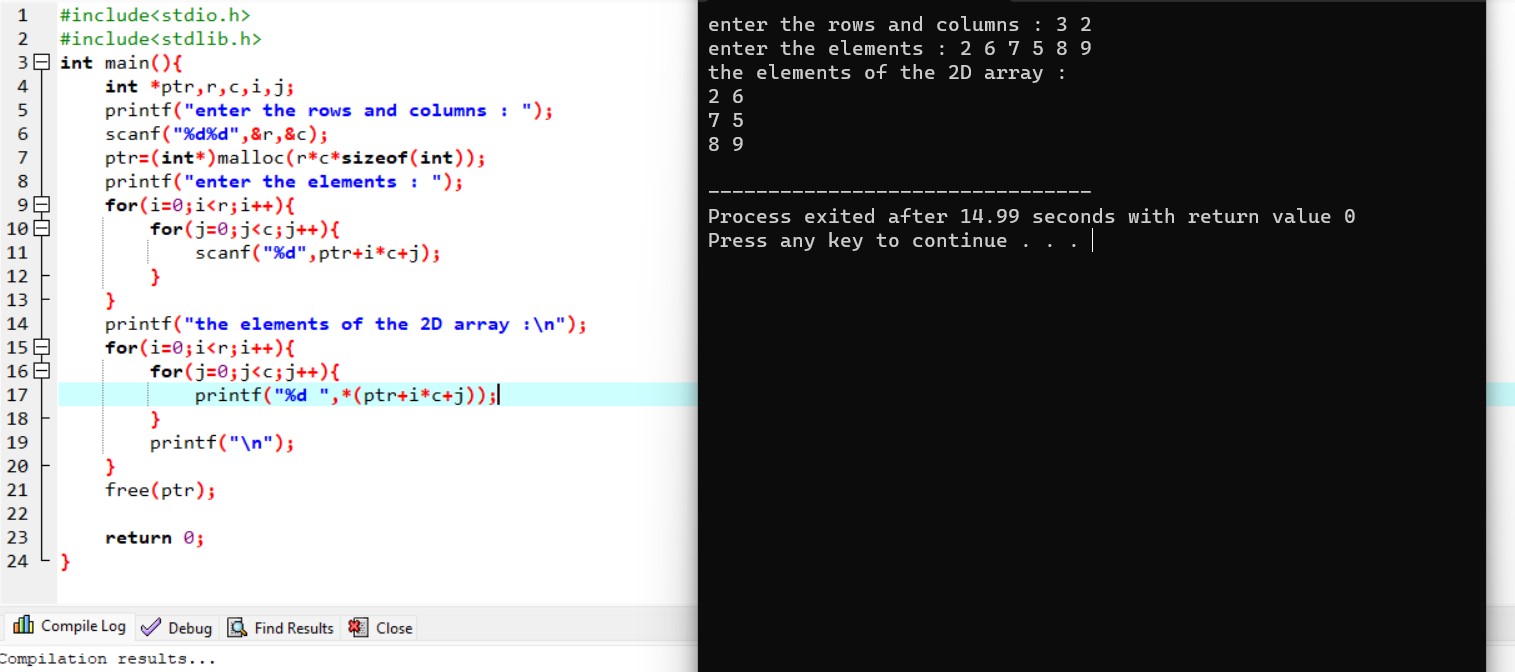 1 #include<stdio.h>
2 #include<stdlib.h>
3 int main(){
4 int *ptr,r,c,i,j;
5 printf("enter the rows and columns : ");
6 scanf("%d%d",&r,&c);
7 ptr=(int*)malloc(r*c*sizeof(int));
8 printf("enter the elements : ");
9 for(i=0;i<r;i++){
10 for(j=0;j<c;j++){
11 scanf("%d",ptr+i*c+j);
12 }
13 }
14 printf("the elements of the 2D array :\n");
15 for(i=0;i<r;i++){
16 for(j=0;j<c;j++){
17 printf("%d ",*(ptr+i*c+j));
18 }
19 printf("\n");
20 }
21 free(ptr);
22
23 return 0;
24 }
Compile Log Debug Find Results Close
Compilation results...
enter the rows and columns : 3 2
enter the elements : 2 6 7 5 8 9
the elements of the 2D array :
2 6
7 5
8 9
--------------------------------
Process exited after 14.99 seconds with return value 0
Press any key to continue . . .